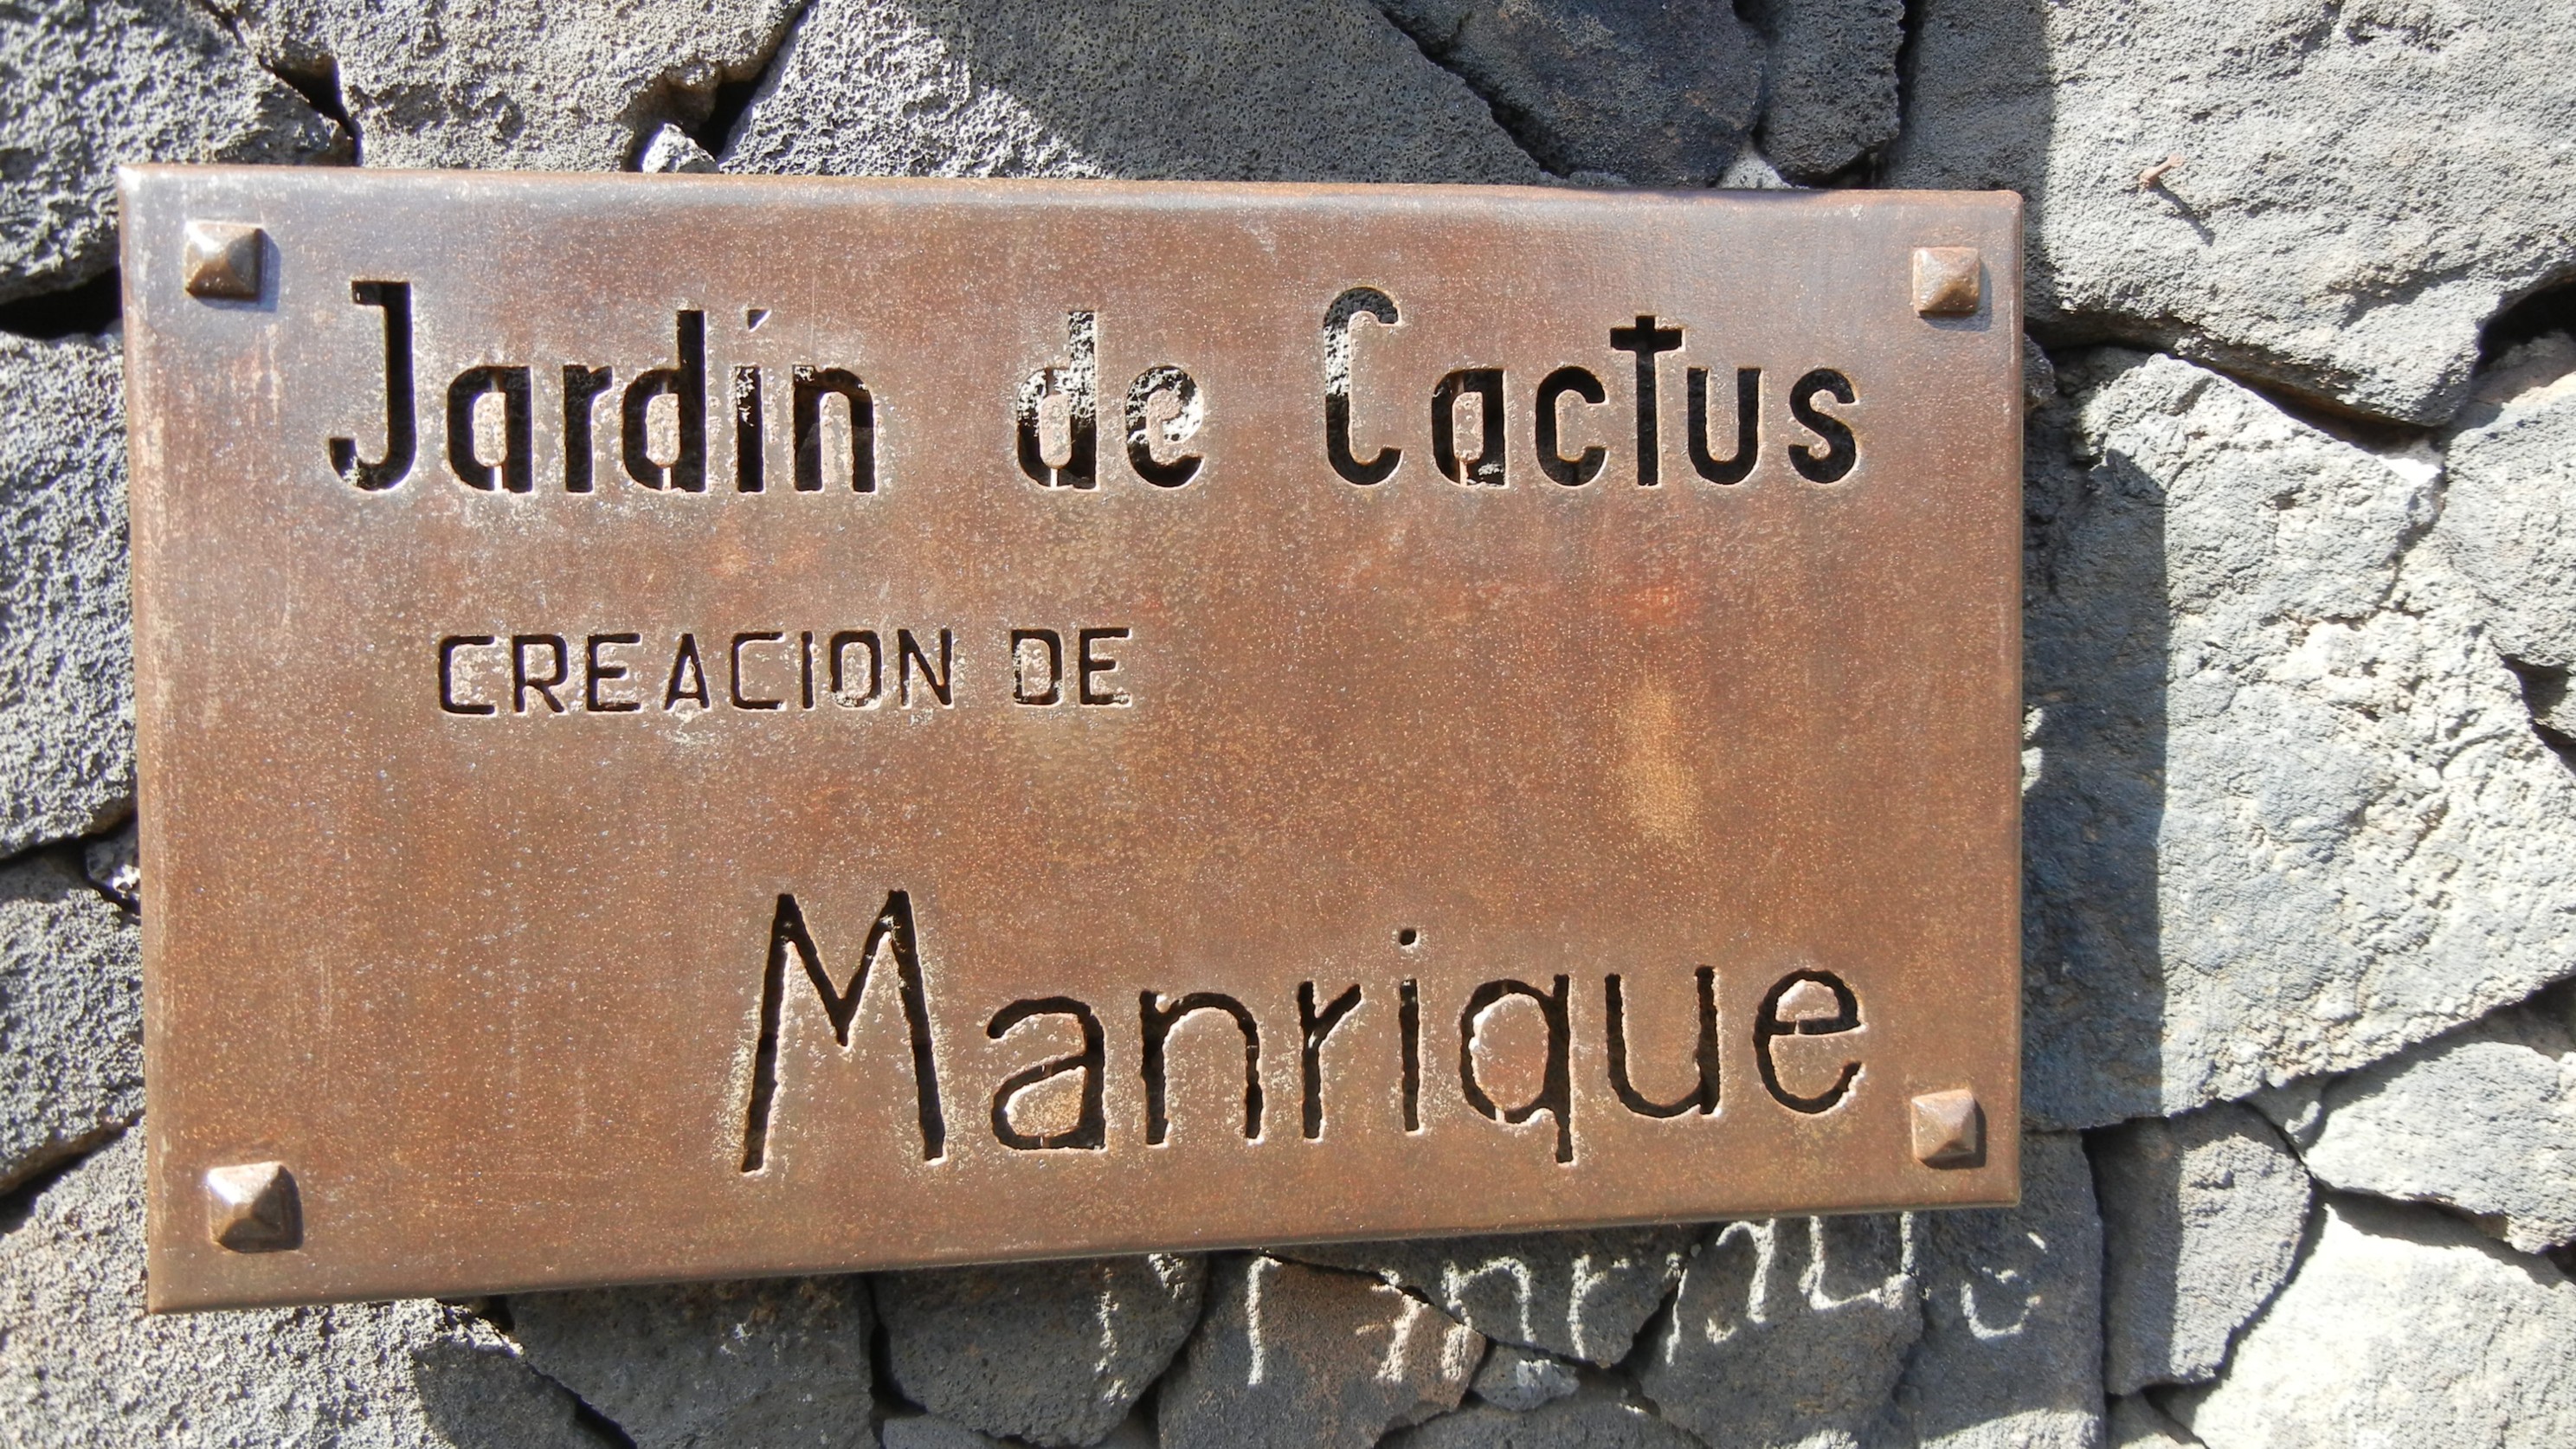 Jardín de Cactus
CREACION DE
Manrique